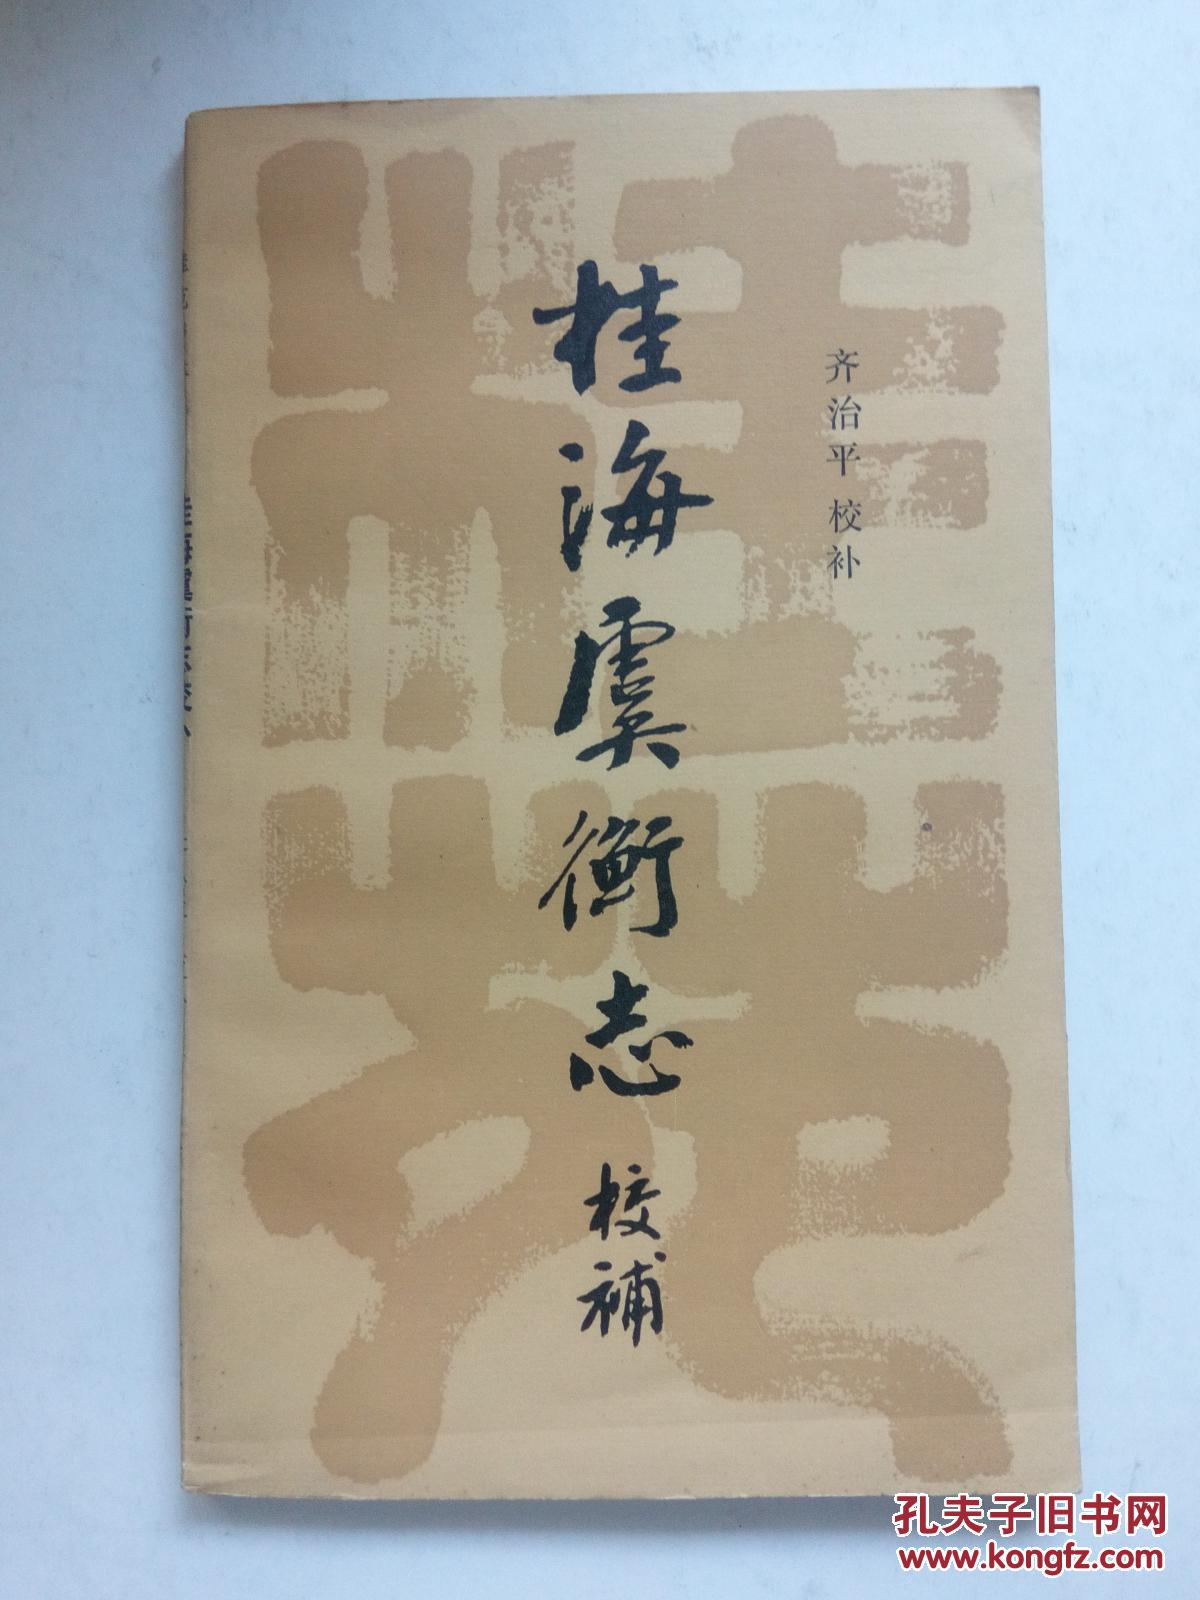 齐治平 校补
桂海虞衡志 校補
孔夫子旧书网
www.kongfz.com